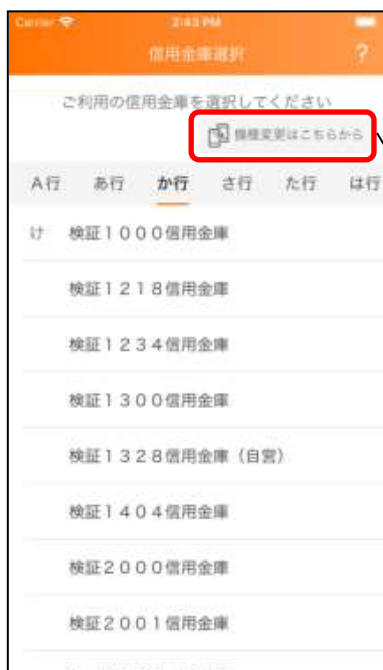 Carrier 2:43 PM
信用金庫選択 ?
ご利用の信用金庫を選択してください
機種変更はこちらから
A行 あ行 か行 さ行 た行 は行
け 検証１０００信用金庫
検証１２１８信用金庫
検証１２３４信用金庫
検証１３００信用金庫
検証１３２８信用金庫（自営）
検証１４０４信用金庫
検証２０００信用金庫
検証２００１信用金庫